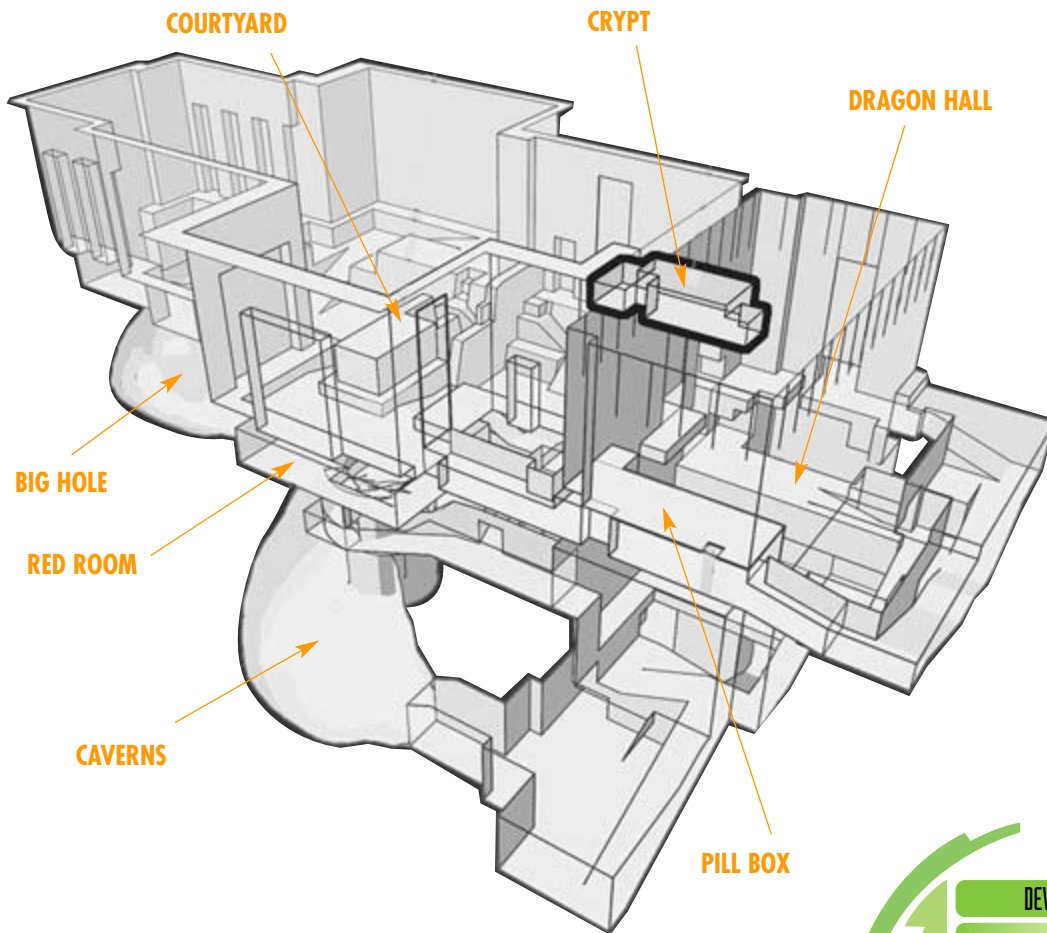 COURTYARD
CRYPT
DRAGON HALL
BIG HOLE
RED ROOM
CAVERNS
PILL BOX